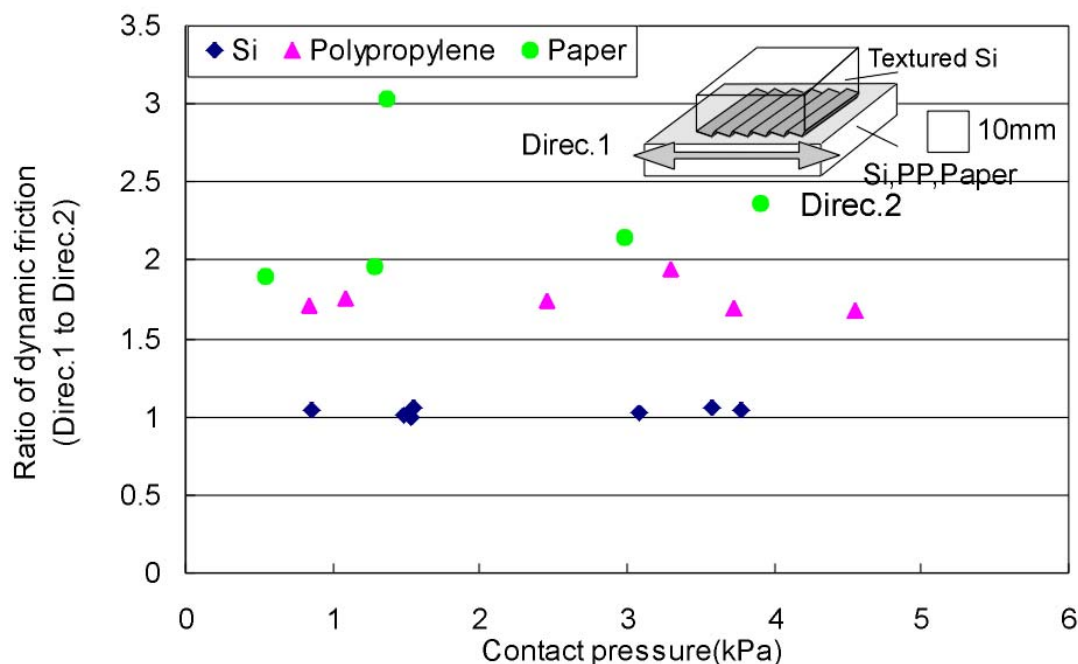 3.5
3
2.5
2
1.5
1
0.5
0
Ratio of dynamic friction
(Direc.1 to Direc.2)
Si Polypropylene Paper
Textured Si
10mm
Direc.1
Si,PP,Paper
Direc.2
0 1 2 3 4 5 6
Contact pressure(kPa)